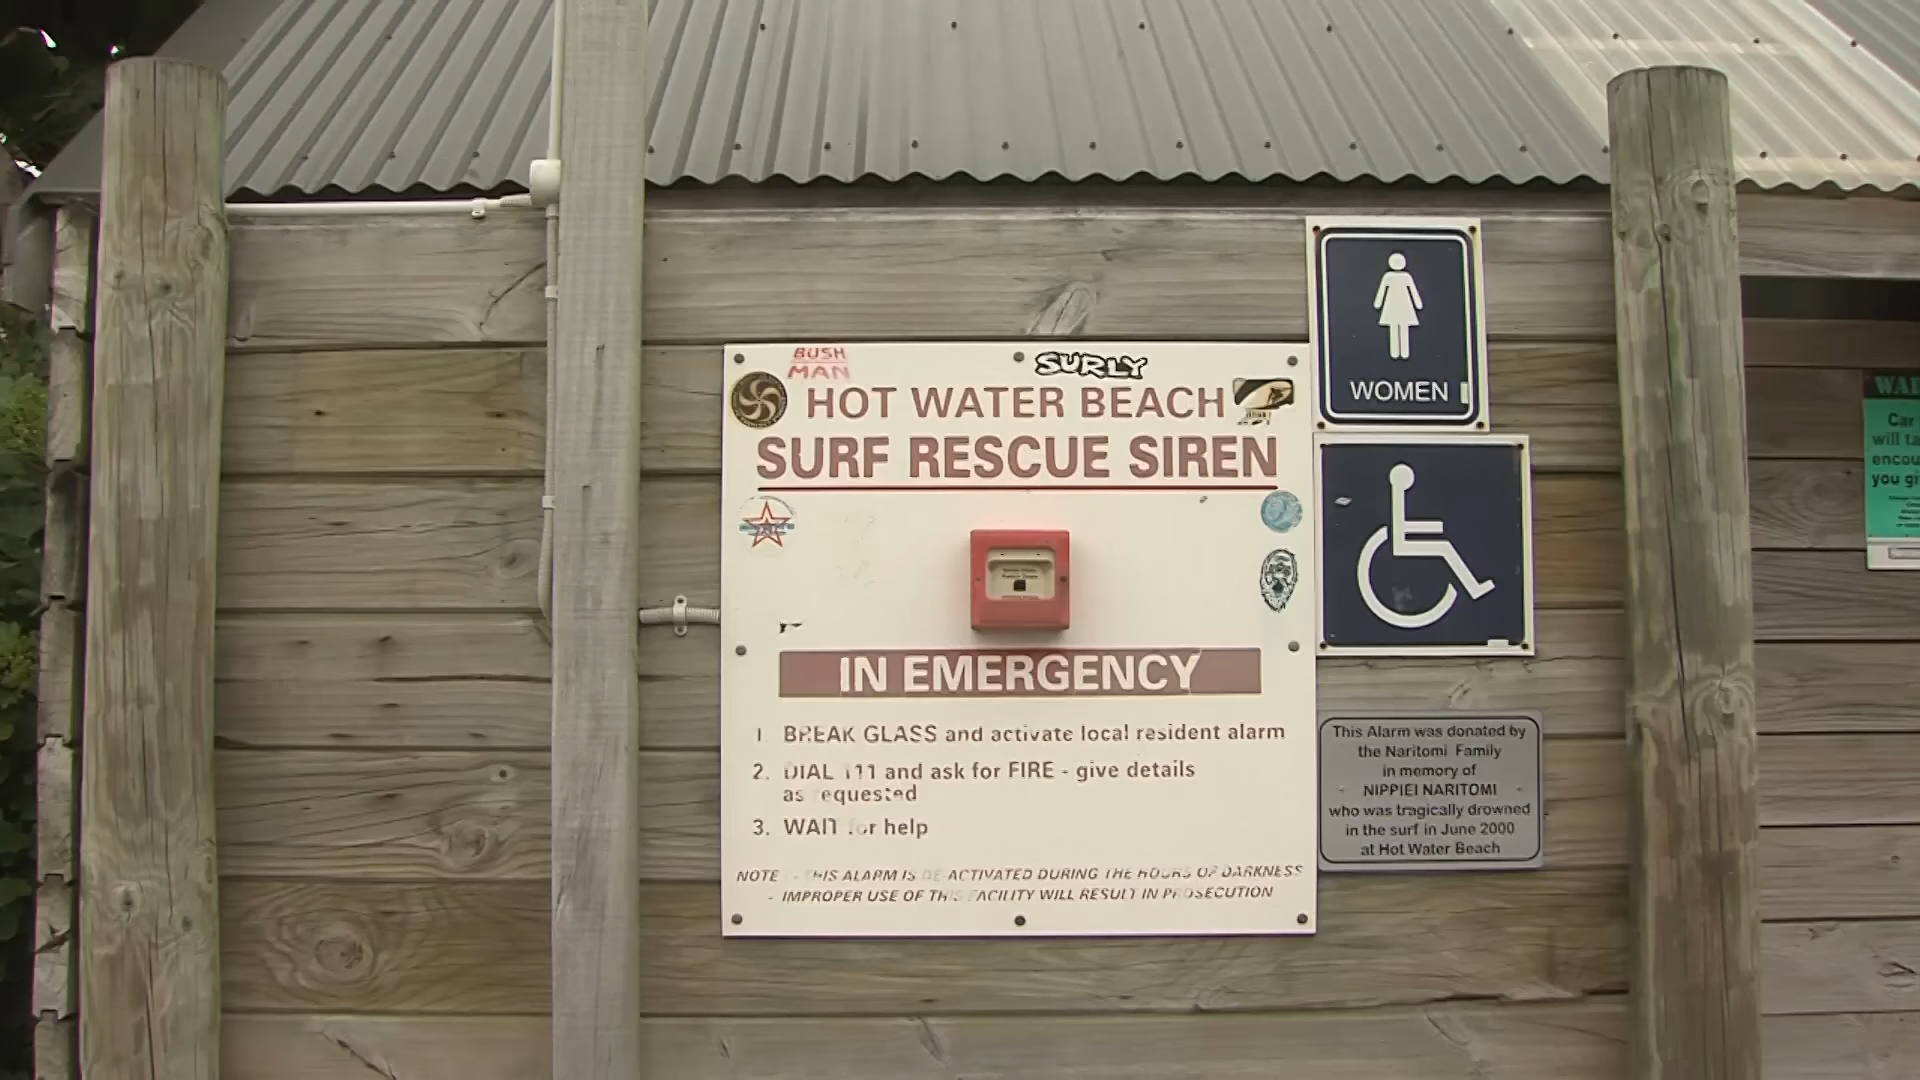 BUSH
MAN
SURLY
HOT WATER BEACH
SURF RESCUE SIREN
IN EMERGENCY
1. BREAK GLASS and activate local resident alarm
2. DIAL 111 and ask for FIRE - give details
as requested
3. WAIT for help
NOTE - THIS ALARM IS DE-ACTIVATED DURING THE HOURS OF DARKNESS
- IMPROPER USE OF THIS FACILITY WILL RESULT IN PROSECUTION
WOMEN
This Alarm was donated by
the Naritomi Family
in memory of
- NIPPIEI NARITOMI -
who was tragically drowned
in the surf in June 2000
at Hot Water Beach
Car
will
you